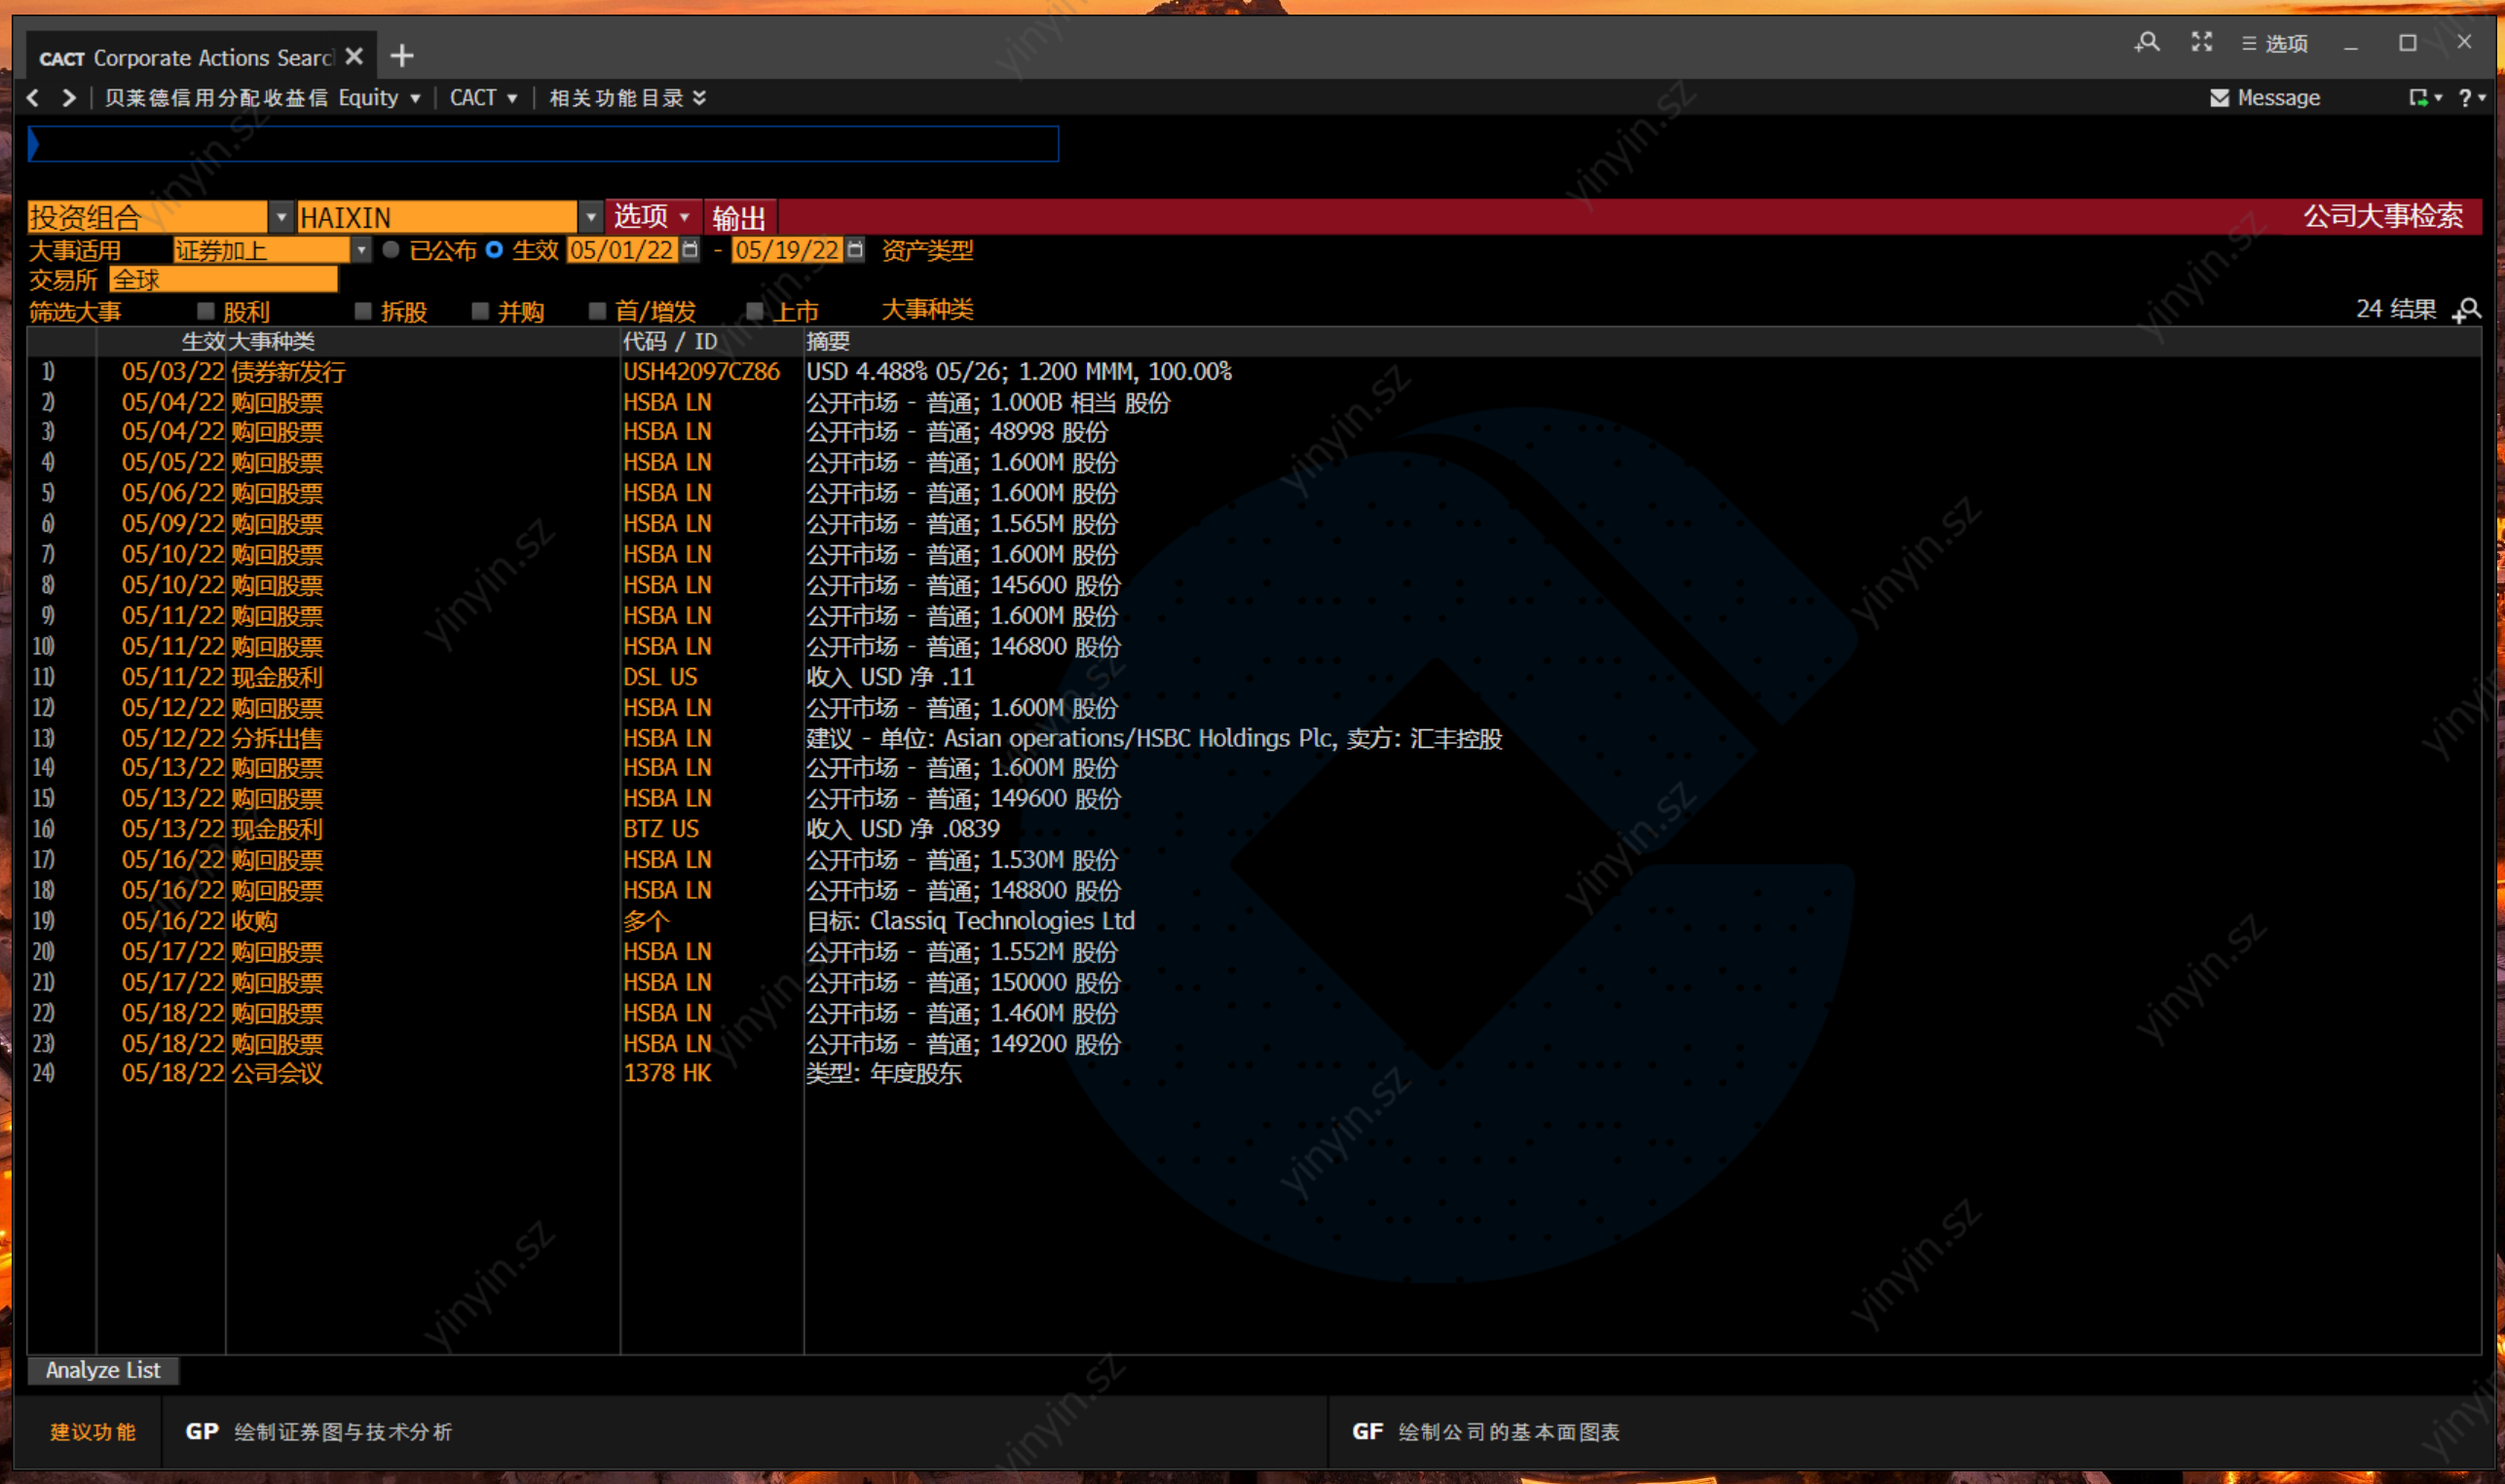 CACT Corporate Actions Searc
选项
贝莱德信用分配收益信 Equity CACT 相关功能目录 Message ?
投资组合 HAIXIN 选项 输出 公司大事检索
大事适用 证券加上 已公布 生效 05/01/22 - 05/19/22 资产类型
交易所 全球
筛选大事 股利 拆股 并购 首/增发 上市 大事种类 24 结果
生效 大事种类 代码 / ID 摘要
1) 05/03/22 债券新发行 USH42097CZ86 USD 4.488% 05/26; 1.200 MMM, 100.00%
2) 05/04/22 购回股票 HSBA LN 公开市场 - 普通; 1.000B 相当 股份
3) 05/04/22 购回股票 HSBA LN 公开市场 - 普通; 48998 股份
4) 05/05/22 购回股票 HSBA LN 公开市场 - 普通; 1.600M 股份
5) 05/06/22 购回股票 HSBA LN 公开市场 - 普通; 1.600M 股份
6) 05/09/22 购回股票 HSBA LN 公开市场 - 普通; 1.565M 股份
7) 05/10/22 购回股票 HSBA LN 公开市场 - 普通; 1.600M 股份
8) 05/10/22 购回股票 HSBA LN 公开市场 - 普通; 145600 股份
9) 05/11/22 购回股票 HSBA LN 公开市场 - 普通; 1.600M 股份
10) 05/11/22 购回股票 HSBA LN 公开市场 - 普通; 146800 股份
11) 05/11/22 现金股利 DSL US 收入 USD 净 .11
12) 05/12/22 购回股票 HSBA LN 公开市场 - 普通; 1.600M 股份
13) 05/12/22 分拆出售 HSBA LN 建议 - 单位: Asian operations/HSBC Holdings Plc, 卖方: 汇丰控股
14) 05/13/22 购回股票 HSBA LN 公开市场 - 普通; 1.600M 股份
15) 05/13/22 购回股票 HSBA LN 公开市场 - 普通; 149600 股份
16) 05/13/22 现金股利 BTZ US 收入 USD 净 .0839
17) 05/16/22 购回股票 HSBA LN 公开市场 - 普通; 1.530M 股份
18) 05/16/22 购回股票 HSBA LN 公开市场 - 普通; 148800 股份
19) 05/16/22 收购 多个 目标: Classiq Technologies Ltd
20) 05/17/22 购回股票 HSBA LN 公开市场 - 普通; 1.552M 股份
21) 05/17/22 购回股票 HSBA LN 公开市场 - 普通; 150000 股份
22) 05/18/22 购回股票 HSBA LN 公开市场 - 普通; 1.460M 股份
23) 05/18/22 购回股票 HSBA LN 公开市场 - 普通; 149200 股份
24) 05/18/22 公司会议 1378 HK 类型: 年度股东
Analyze List
建议功能 GP 绘制证券图与技术分析 GF 绘制公司的基本面图表
yinyin.sz